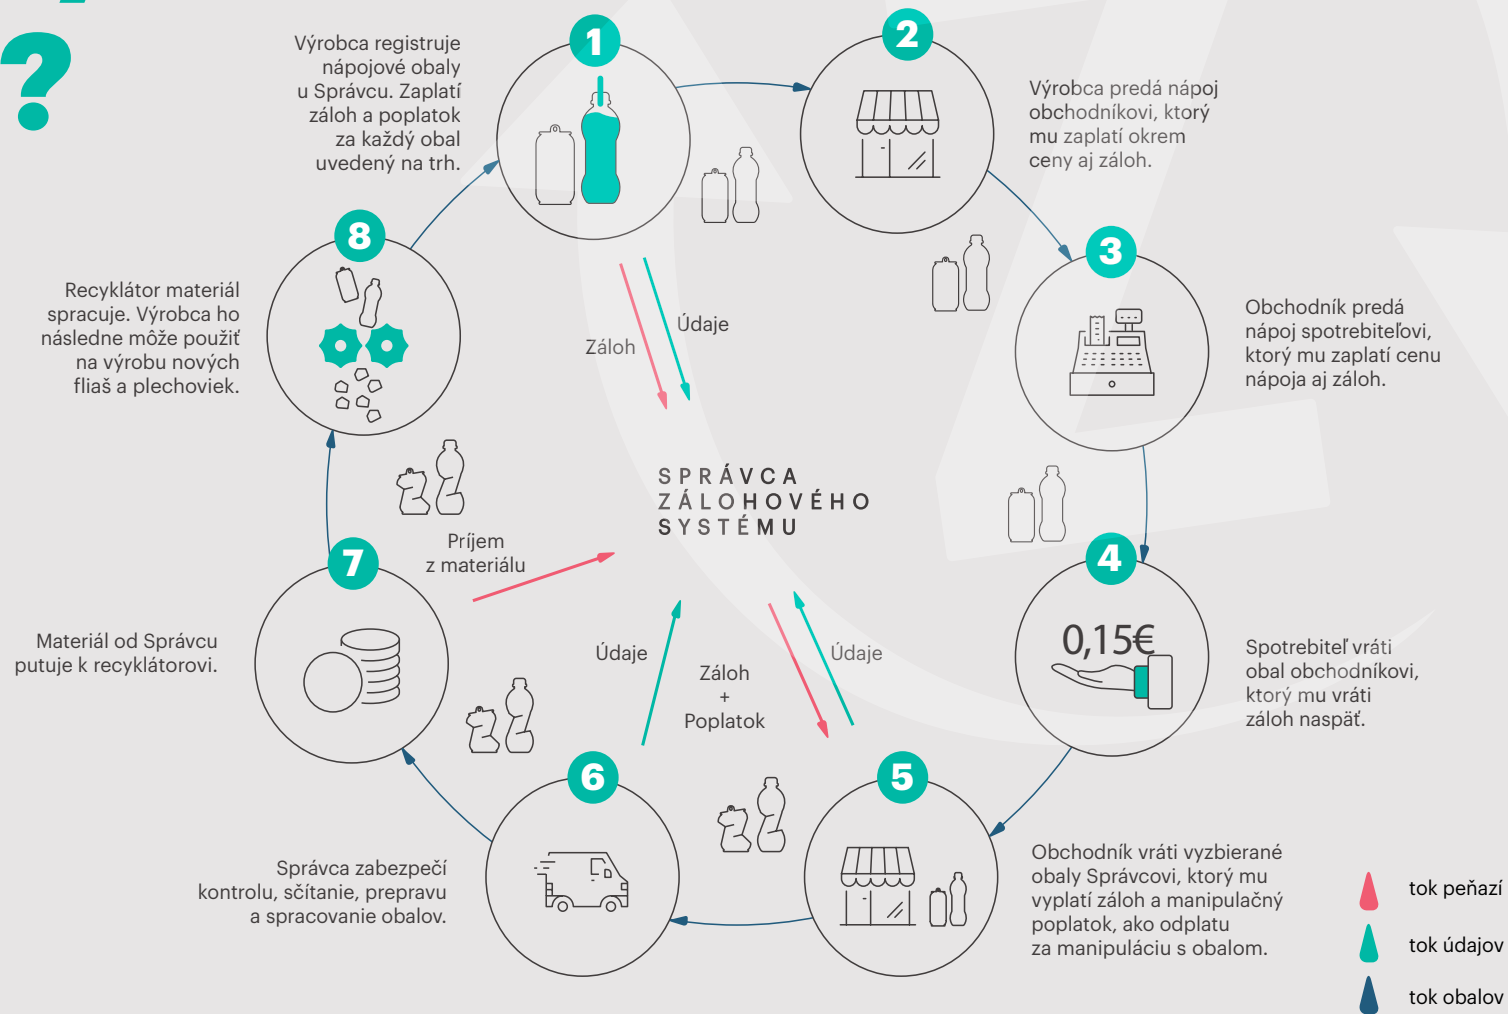 ?
1
Výrobca registruje
nápojové obaly
u Správcu. Zaplatí
záloh a poplatok
za každý obal
uvedený na trh.
2
Výrobca predá nápoj
obchodníkovi, ktorý
mu zaplatí okrem
ceny aj záloh.
3
Obchodník predá
nápoj spotrebiteľovi,
ktorý mu zaplatí cenu
nápoja aj záloh.
4
0,15€
Spotrebiteľ vráti
obal obchodníkovi,
ktorý mu vráti
záloh naspäť.
5
Obchodník vráti vyzbierané
obaly Správcovi, ktorý mu
vyplatí záloh a manipulačný
poplatok, ako odplatu
za manipuláciu s obalom.
6
Správca zabezpečí
kontrolu, sčítanie, prepravu
a spracovanie obalov.
7
Materiál od Správcu
putuje k recyklátorovi.
8
Recyklátor materiál
spracuje. Výrobca ho
následne môže použiť
na výrobu nových
fliaš a plechoviek.
Záloh
Údaje
SPRÁVCA
ZÁLOHOVÉHO
SYSTÉMU
Príjem
z materiálu
Údaje
Záloh
+
Poplatok
Údaje
tok peňazí
tok údajov
tok obalov